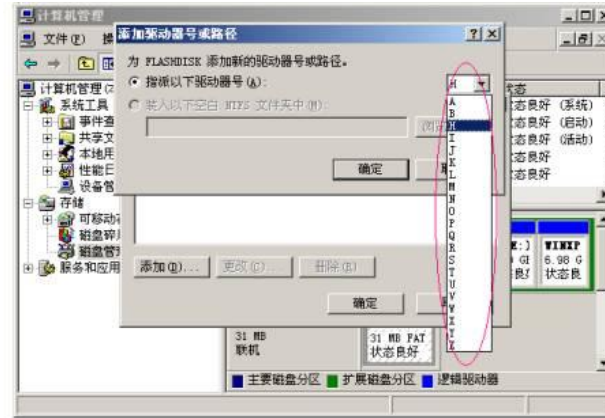 计算机管理
文件(F)
添加驱动器号或路径
为 FLASHDISK 添加新的驱动器号或路径。
指派以下驱动器号(A):
H
装入以下空白 NTFS 文件夹中(M):
A
B
H
I
J
K
L
M
N
O
P
Q
R
S
T
U
V
W
X
Y
Z
确定
状态
状态良好 (系统)
状态良好 (启动)
状态良好 (活动)
状态良好
状态良好
计算机管理
系统工具
事件查
共享文
本地用
性能日
设备管
存储
可移动存
磁盘碎片
磁盘管理
服务和应用
添加(D)...
更改(C)...
删除(R)
确定
E:)
WINXP
6.98 G
状态良
31 MB
联机
31 MB FAT
状态良好
主要磁盘分区
扩展磁盘分区
逻辑驱动器